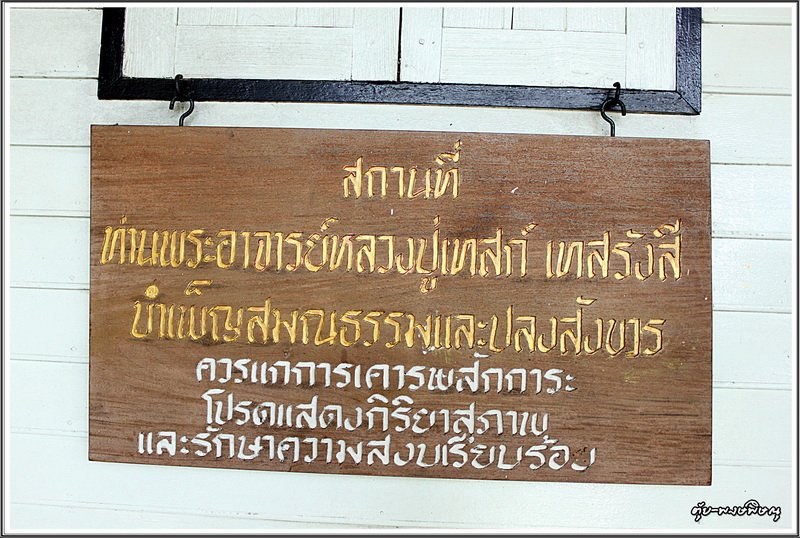 สถานที่
ท่านพระอาจารย์หลวงปู่เทสก์ เทสรังสี
บำเพ็ญสมณธรรมและปลงสังขาร
ควรแก่การเคารพสักการะ
โปรดแสดงกิริยาสุภาพ
และรักษาความสงบเรียบร้อย